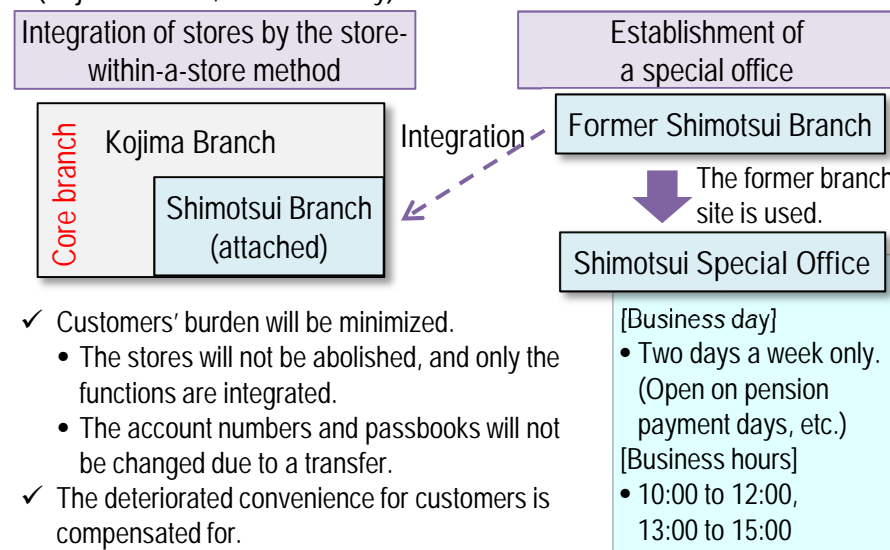 Integration of stores by the store-
within-a-store method
Establishment of
a special office
Core branch
Kojima Branch
Shimotsui Branch
(attached)
Integration
Former Shimotsui Branch
The former branch
site is used.
Shimotsui Special Office
✓ Customers' burden will be minimized.
• The stores will not be abolished, and only the
functions are integrated.
• The account numbers and passbooks will not
be changed due to a transfer.
✓ The deteriorated convenience for customers is
compensated for.
[Business day]
• Two days a week only.
(Open on pension
payment days, etc.)
[Business hours]
• 10:00 to 12:00,
13:00 to 15:00